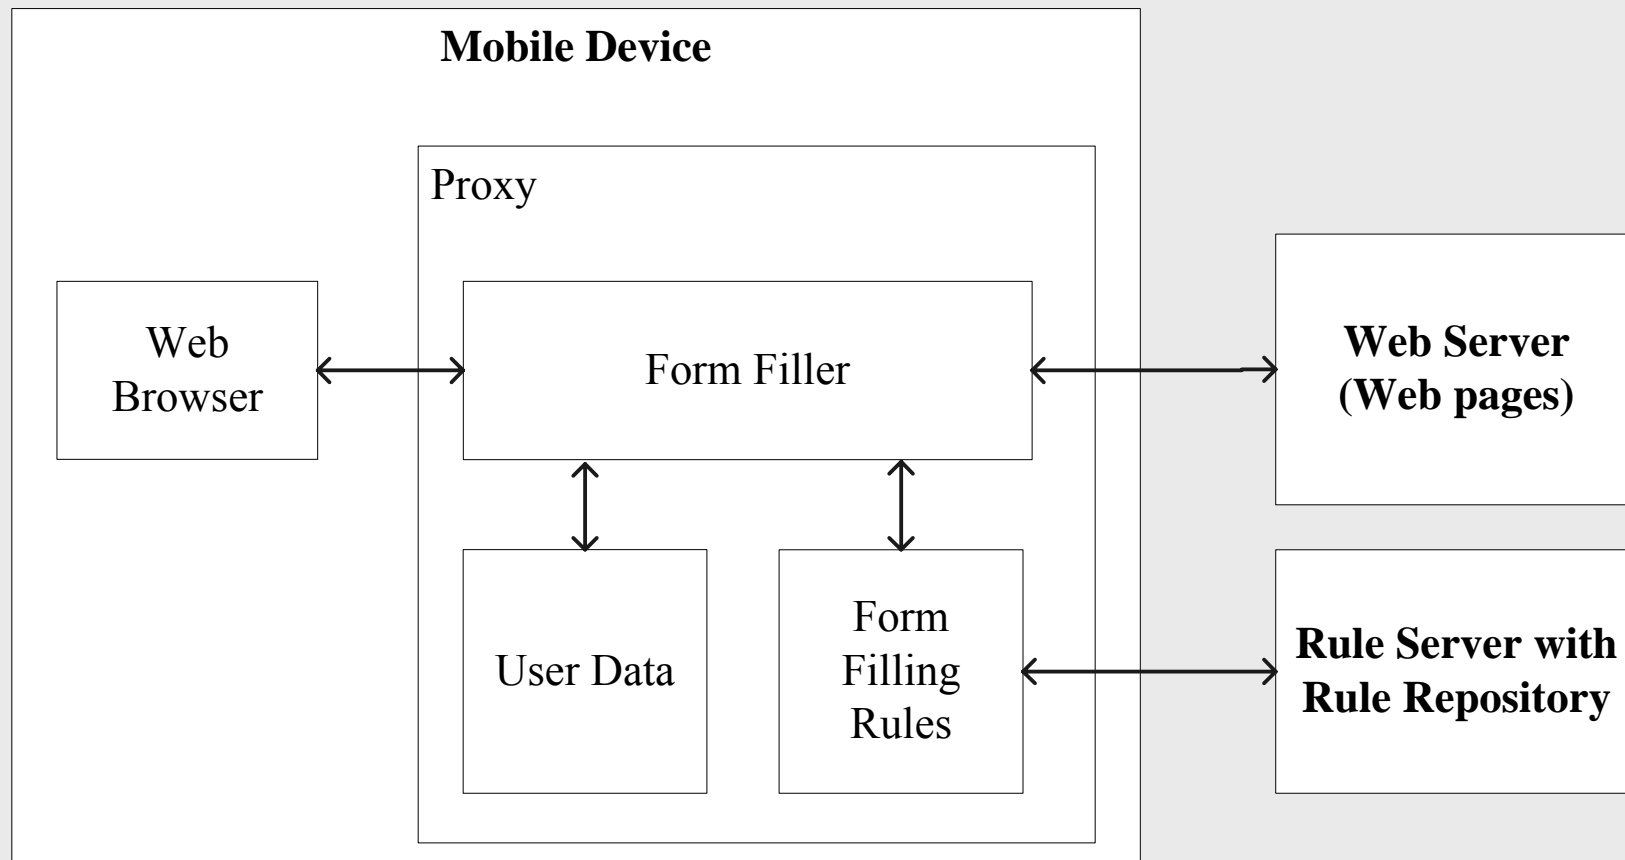 Mobile Device
Proxy
Web
Browser
Form Filler
Web Server
(Web pages)
User Data
Form
Filling
Rules
Rule Server with
Rule Repository